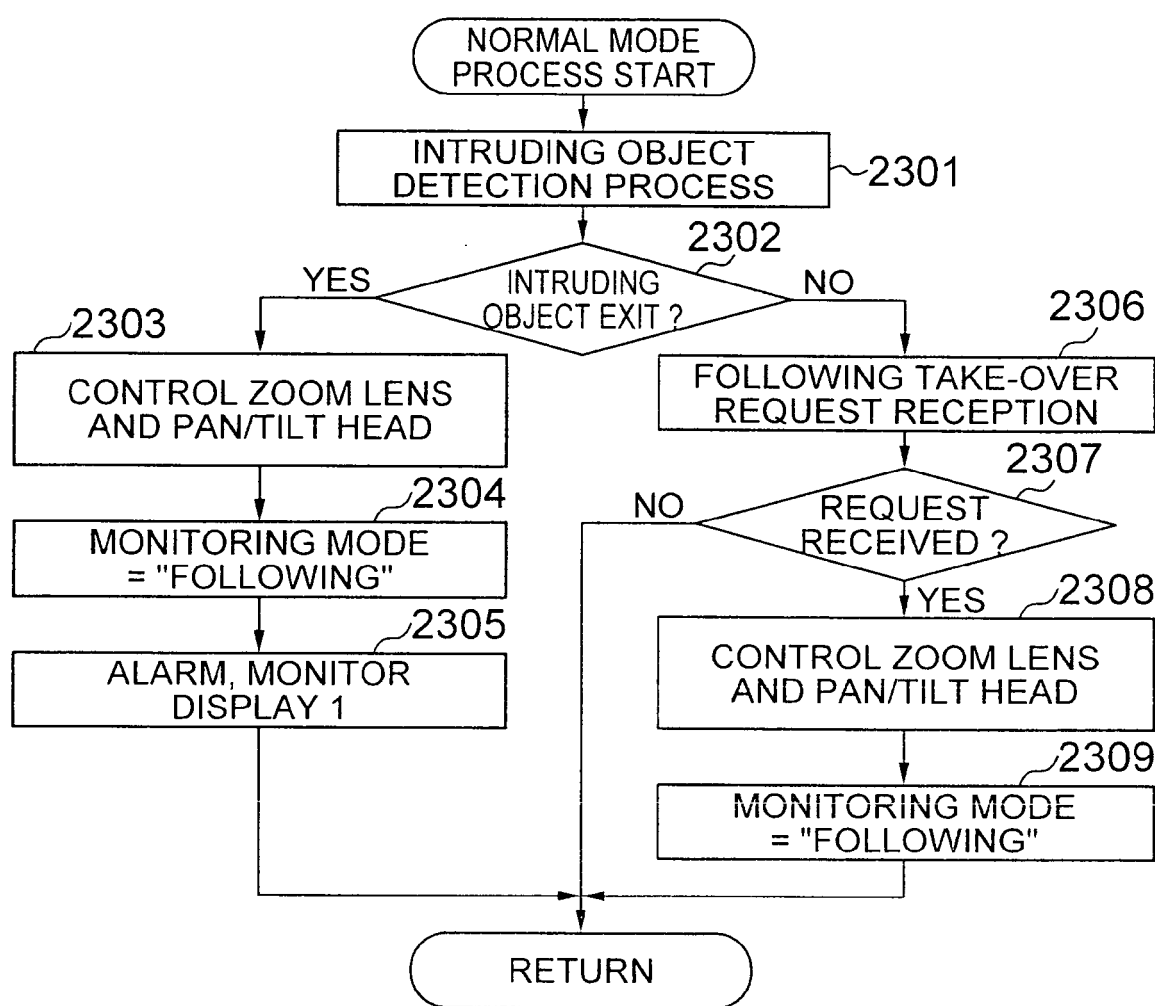 NORMAL MODE
PROCESS START
INTRUDING OBJECT
DETECTION PROCESS
2301
2302
YES
INTRUDING
OBJECT EXIT ?
NO
2303
CONTROL ZOOM LENS
AND PAN/TILT HEAD
2304
MONITORING MODE
= "FOLLOWING"
2305
ALARM, MONITOR
DISPLAY 1
2306
FOLLOWING TAKE-OVER
REQUEST RECEPTION
2307
NO
REQUEST
RECEIVED ?
YES
2308
CONTROL ZOOM LENS
AND PAN/TILT HEAD
2309
MONITORING MODE
= "FOLLOWING"
RETURN